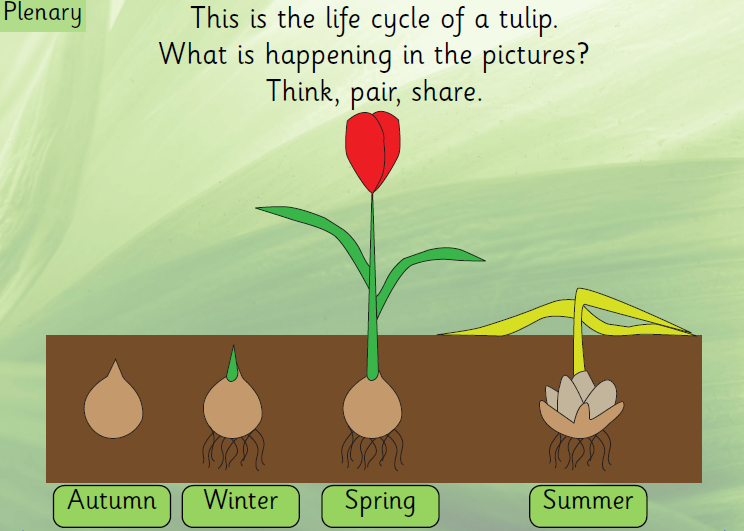 Plenary
This is the life cycle of a tulip.
What is happening in the pictures?
Think, pair, share.
Autumn
Winter
Spring
Summer